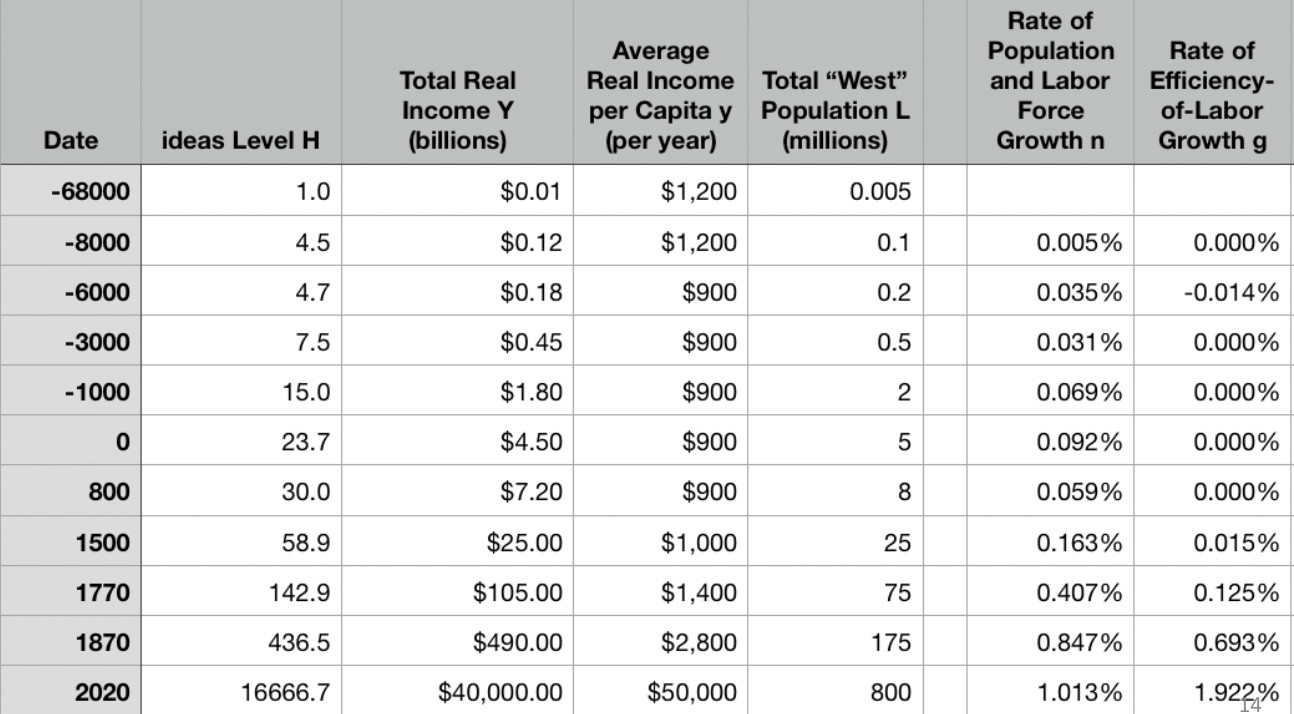 Date ideas Level H Total Real Income Y (billions) Average Real Income per Capita y (per year) Total “West” Population L (millions) Rate of Population and Labor Force Growth n Rate of Efficiency-of-Labor Growth g
-68000 1.0 $0.01 $1,200 0.005
-8000 4.5 $0.12 $1,200 0.1 0.005% 0.000%
-6000 4.7 $0.18 $900 0.2 0.035% -0.014%
-3000 7.5 $0.45 $900 0.5 0.031% 0.000%
-1000 15.0 $1.80 $900 2 0.069% 0.000%
0 23.7 $4.50 $900 5 0.092% 0.000%
800 30.0 $7.20 $900 8 0.059% 0.000%
1500 58.9 $25.00 $1,000 25 0.163% 0.015%
1770 142.9 $105.00 $1,400 75 0.407% 0.125%
1870 436.5 $490.00 $2,800 175 0.847% 0.693%
2020 16666.7 $40,000.00 $50,000 800 1.013% 1.922%
14